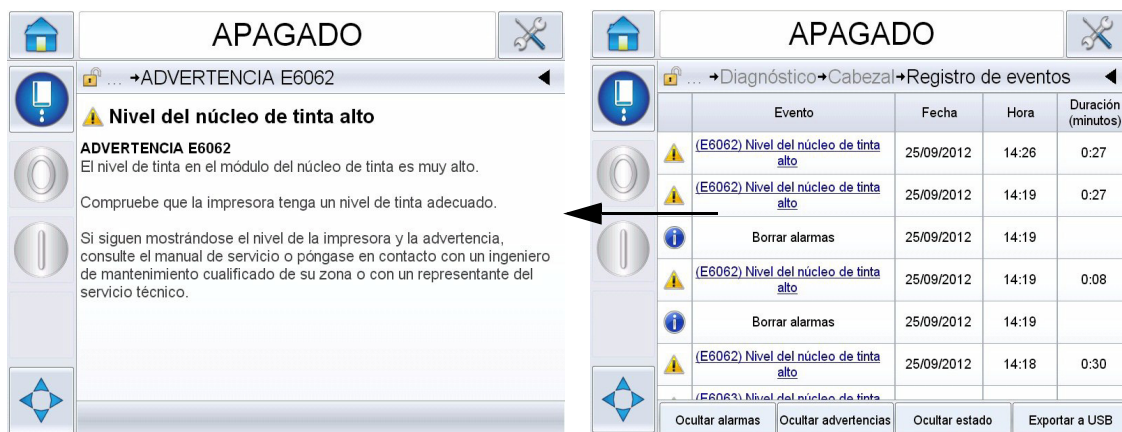 APAGADO
... →ADVERTENCIA E6062
Nivel del núcleo de tinta alto
ADVERTENCIA E6062
El nivel de tinta en el módulo del núcleo de tinta es muy alto.
Compruebe que la impresora tenga un nivel de tinta adecuado.
Si siguen mostrándose el nivel de la impresora y la advertencia,
consulte el manual de servicio o póngase en contacto con un ingeniero
de mantenimiento cualificado de su zona o con un representante del
servicio técnico.
APAGADO
... →Diagnóstico→Cabezal→Registro de eventos
Evento Fecha Hora Duración
(minutos)
(E6062) Nivel del núcleo de tinta
alto 25/09/2012 14:26 0:27
(E6062) Nivel del núcleo de tinta
alto 25/09/2012 14:19 0:27
Borrar alarmas 25/09/2012 14:19
(E6062) Nivel del núcleo de tinta
alto 25/09/2012 14:19 0:08
Borrar alarmas 25/09/2012 14:19
(E6062) Nivel del núcleo de tinta
alto 25/09/2012 14:18 0:30
(E6063) Nivel del núcleo de tinta
Ocultar alarmas Ocultar advertencias Ocultar estado Exportar a USB